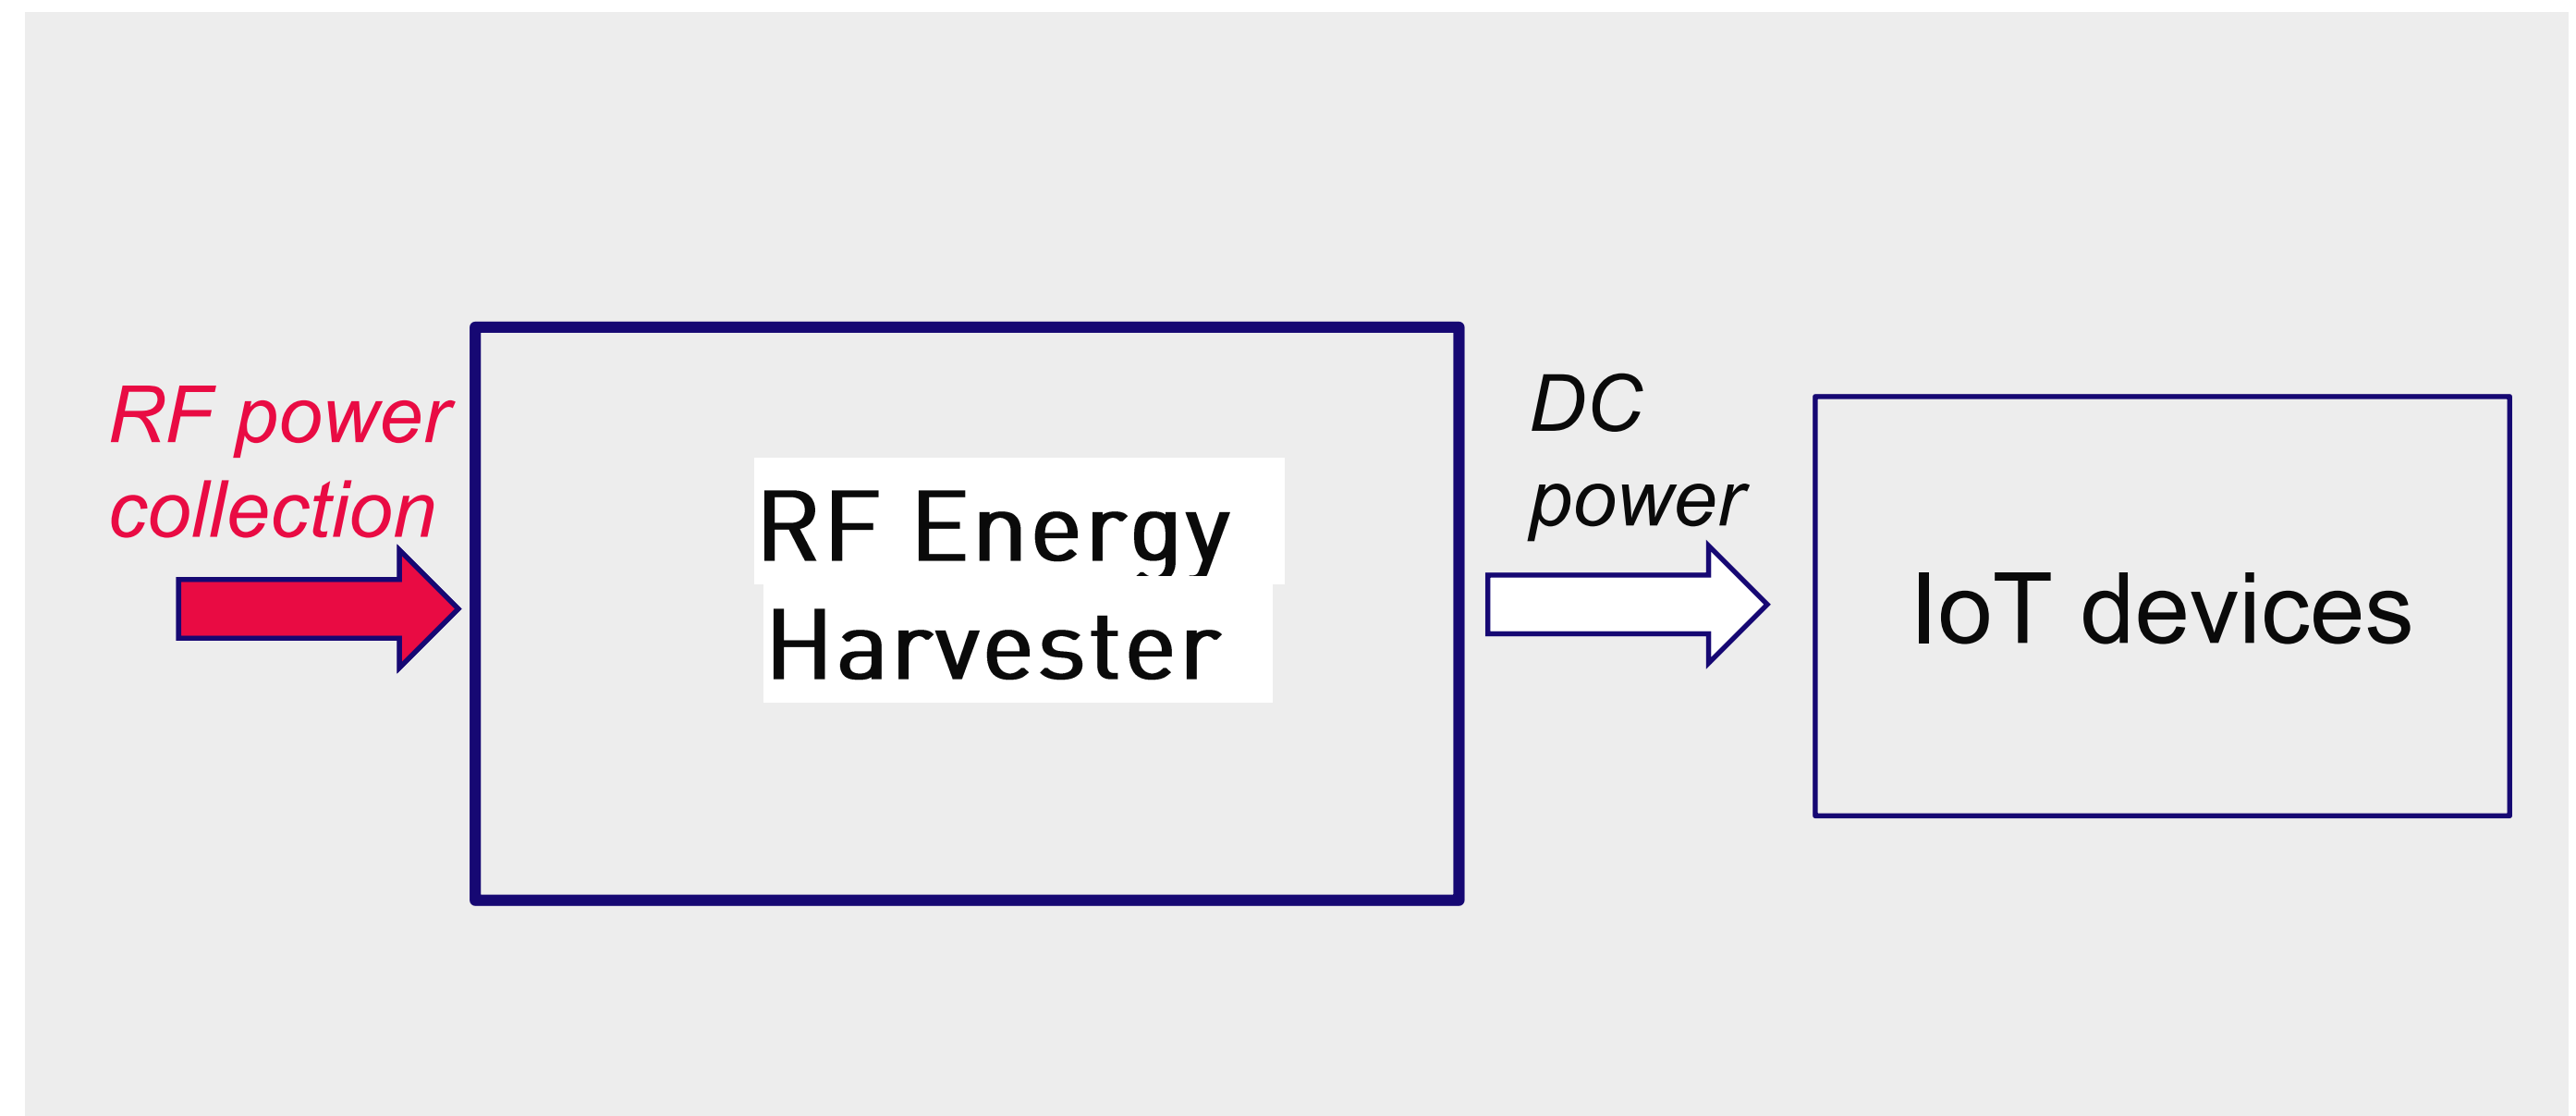 RF power
collection
RF Energy
Harvester
DC
power
IoT devices